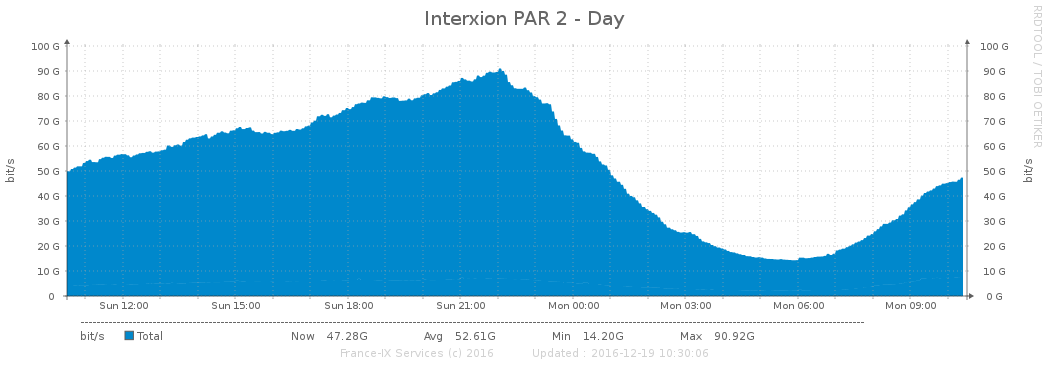 Interxion PAR 2 - Day
RRDTOOL / TOBI OETIKER
100 G 100 G
90 G 90 G
80 G 80 G
70 G 70 G
60 G 60 G
50 G 50 G
40 G 40 G
30 G 30 G
20 G 20 G
10 G 10 G
0 0 G
bit/s bit/s
Sun 12:00 Sun 15:00 Sun 18:00 Sun 21:00 Mon 00:00 Mon 03:00 Mon 06:00 Mon 09:00
bit/s Total Now 47.28G Avg 52.61G Min 14.20G Max 90.92G
France-IX Services (c) 2016 Updated : 2016-12-19 10:30:06